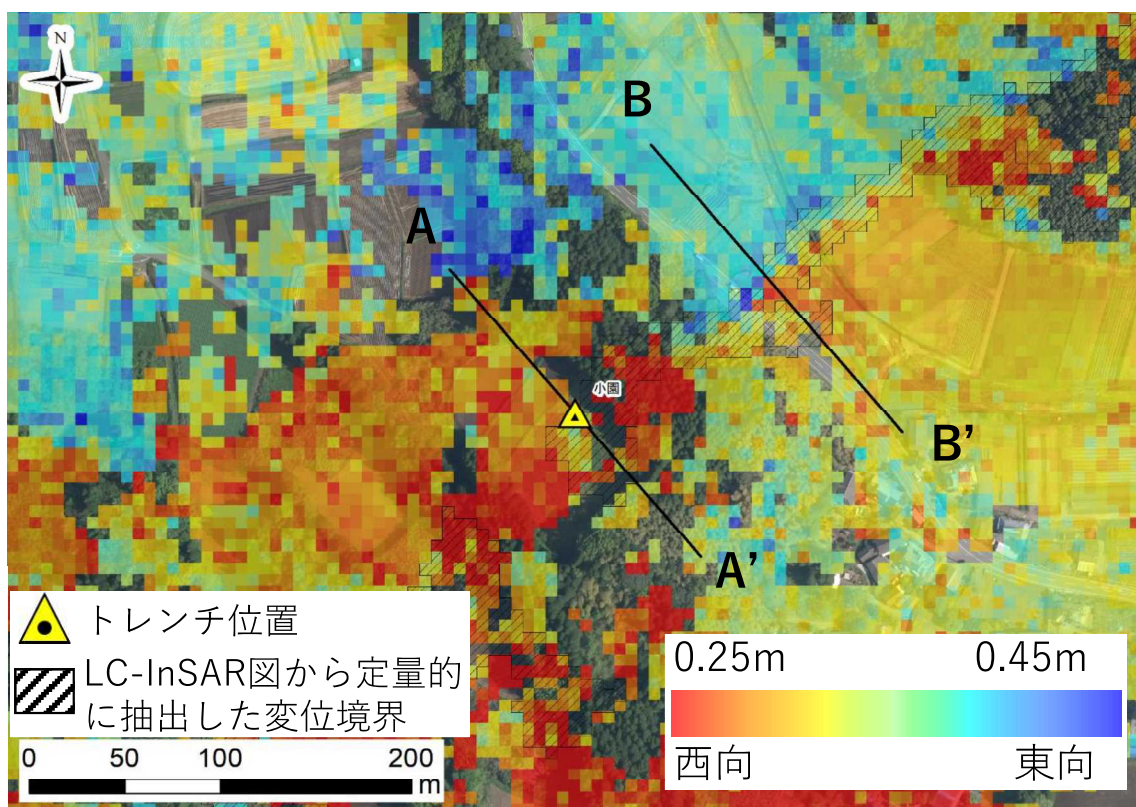 N
B
A
小園
B’
A’
トレンチ位置
LC-InSAR図から定量的
に抽出した変位境界
0 50 100 200
m
0.25m 0.45m
西向 東向